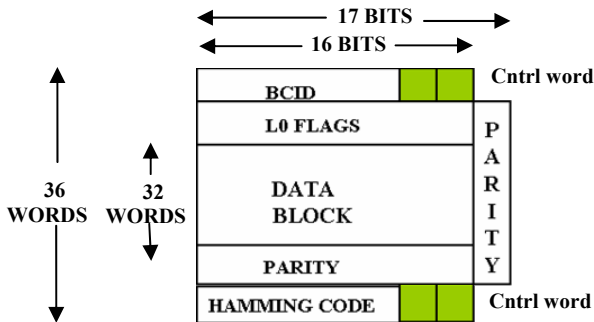 17 BITS
16 BITS
BCID
Cntrl word
L0 FLAGS
PARITY
36
WORDS
32
WORDS
DATA
BLOCK
PARITY
HAMMING CODE
Cntrl word